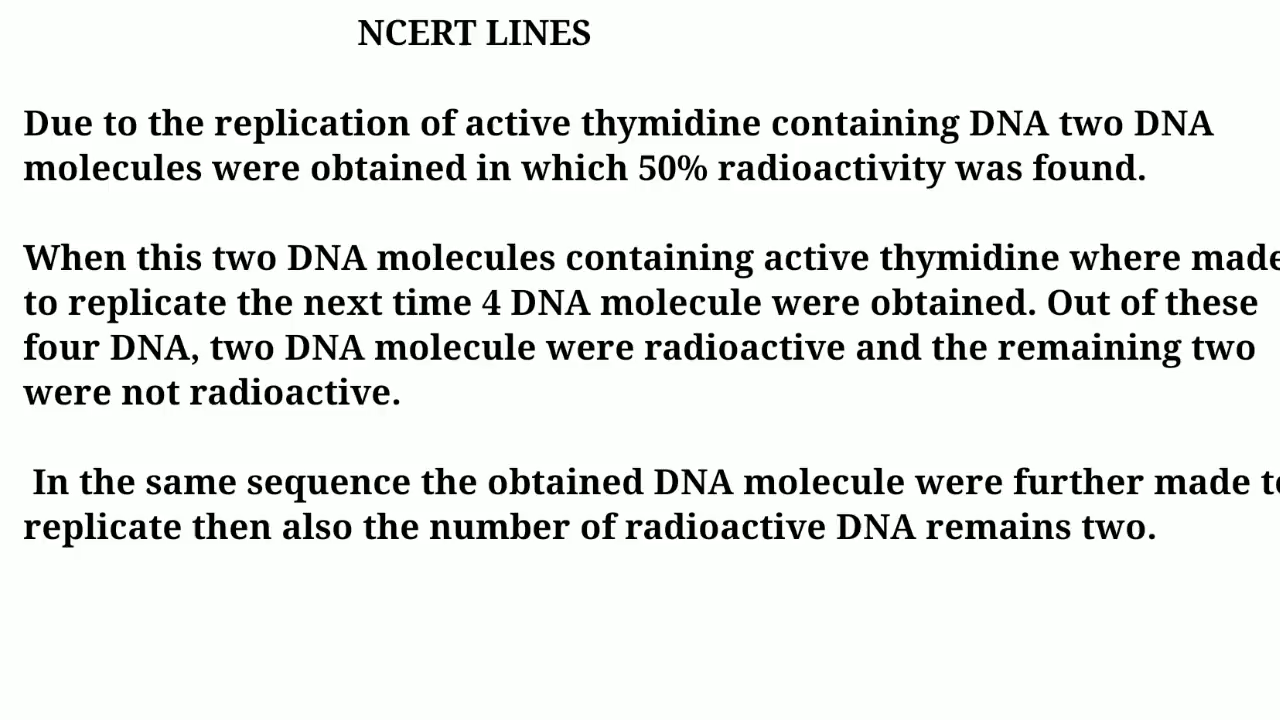 NCERT LINES
Due to the replication of active thymidine containing DNA two DNA
molecules were obtained in which 50% radioactivity was found.
When this two DNA molecules containing active thymidine where made
to replicate the next time 4 DNA molecule were obtained. Out of these
four DNA, two DNA molecule were radioactive and the remaining two
were not radioactive.
In the same sequence the obtained DNA molecule were further made to
replicate then also the number of radioactive DNA remains two.